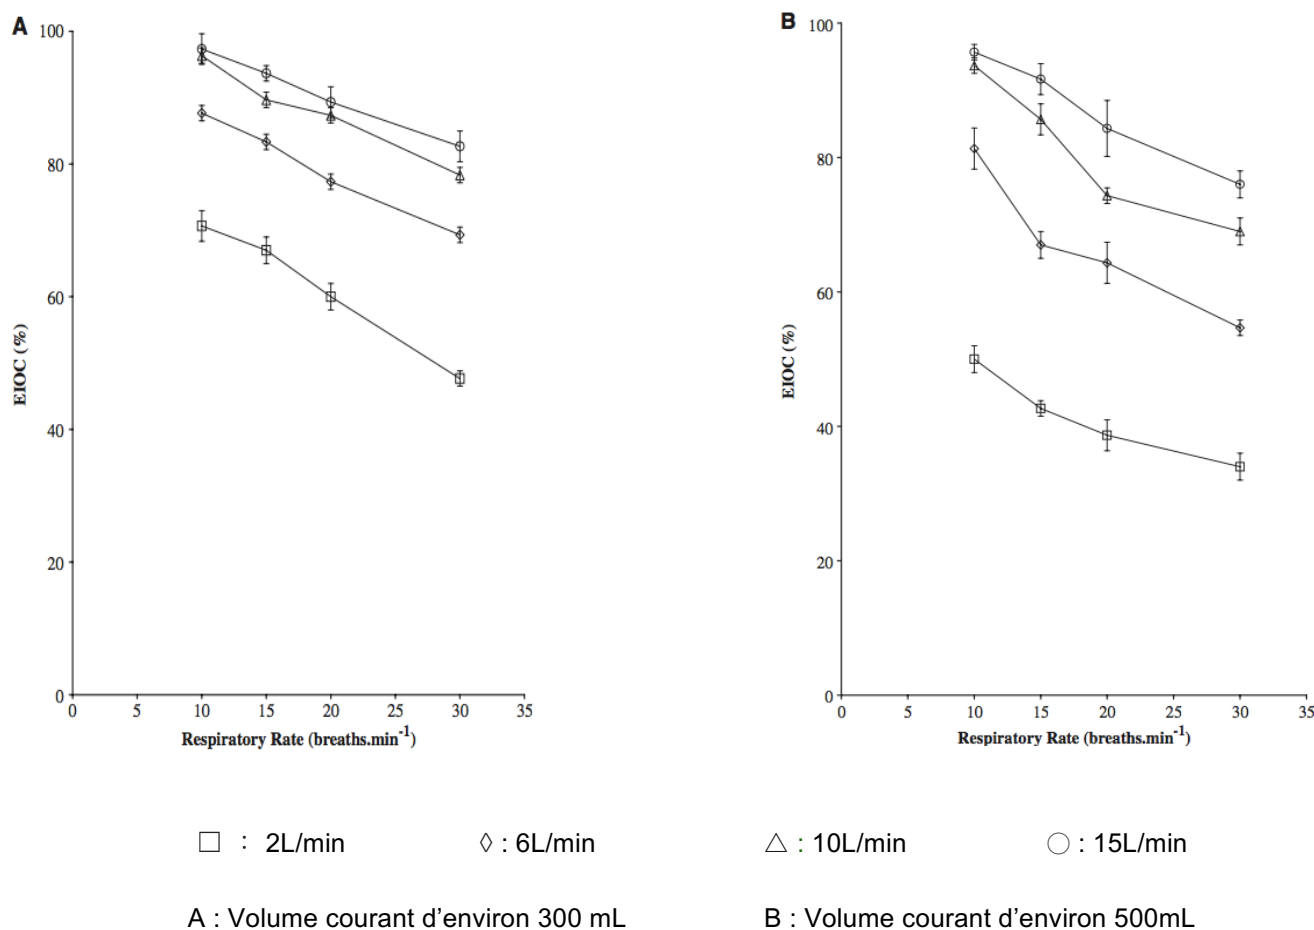 A
100
80
60
40
20
0
EIOC (%)
0 5 10 15 20 25 30 35
Respiratory Rate (breaths.min⁻¹)
B
100
80
60
40
20
0
EIOC (%)
0 5 10 15 20 25 30 35
Respiratory Rate (breaths.min⁻¹)
: 2L/min : 6L/min : 10L/min : 15L/min
A : Volume courant d’environ 300 mL B : Volume courant d’environ 500mL